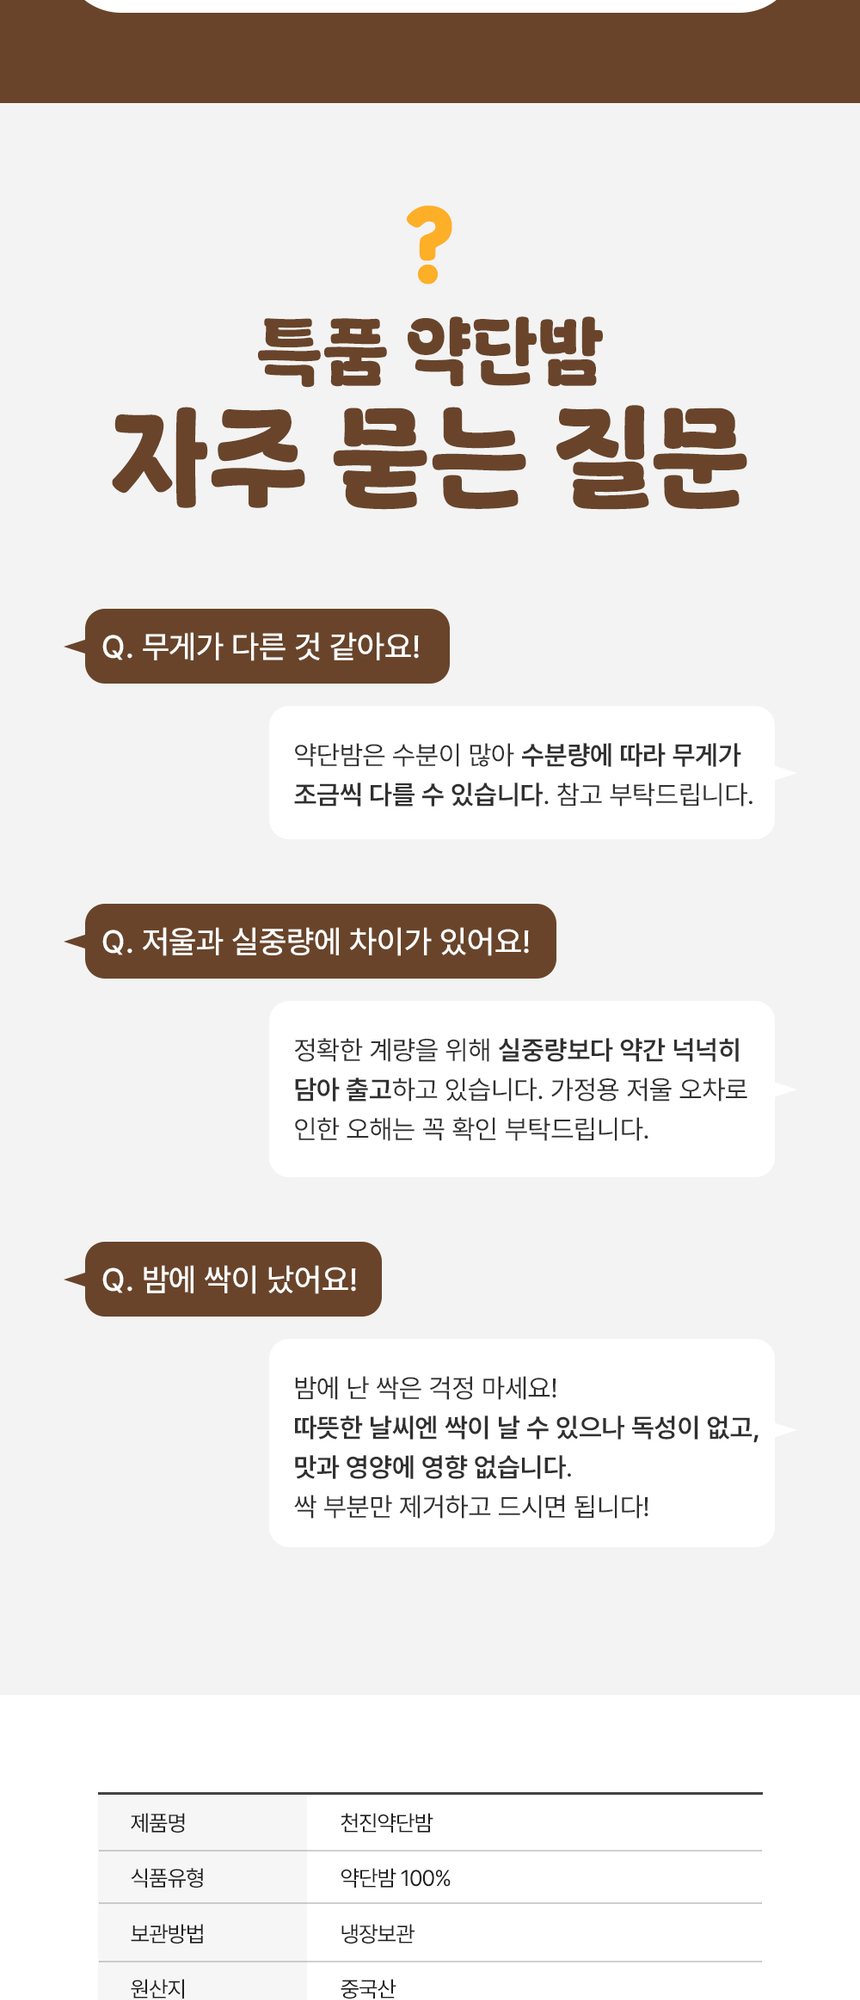 ?
특품 약단밤
자주 묻는 질문
Q. 무게가 다른 것 같아요!
약단밤은 수분이 많아 수분량에 따라 무게가
조금씩 다를 수 있습니다. 참고 부탁드립니다.
Q. 저울과 실중량에 차이가 있어요!
정확한 계량을 위해 실중량보다 약간 넉넉히
담아 출고하고 있습니다. 가정용 저울 오차로
인한 오해는 꼭 확인 부탁드립니다.
Q. 밤에 싹이 났어요!
밤에 난 싹은 걱정 마세요!
따뜻한 날씨엔 싹이 날 수 있으나 독성이 없고,
맛과 영양에 영향 없습니다.
싹 부분만 제거하고 드시면 됩니다!
제품명 천진약단밤
식품유형 약단밤 100%
보관방법 냉장보관
원산지 중국산